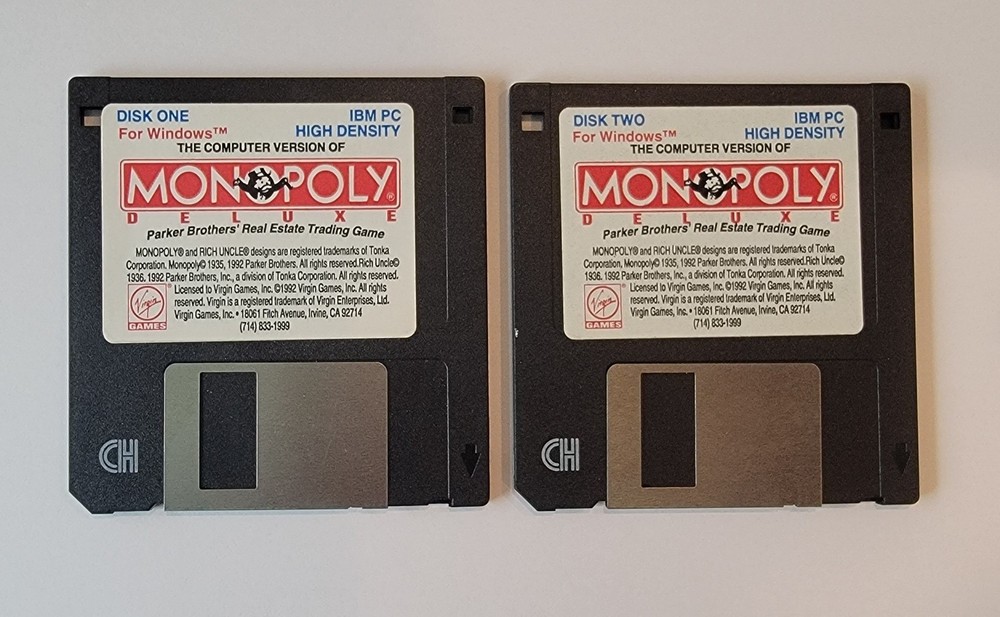 DISK ONE IBM PC
For Windows™ HIGH DENSITY
THE COMPUTER VERSION OF
MONOPOLY®
DELUXE
Parker Brothers' Real Estate Trading Game
MONOPOLY® and RICH UNCLE® designs are registered trademarks of Tonka
Corporation. Monopoly© 1935, 1992 Parker Brothers. All rights reserved.Rich Uncle©
1936, 1992 Parker Brothers, Inc., a division of Tonka Corporation. All rights reserved.
® Licensed to Virgin Games, Inc. ©1992 Virgin Games, Inc. All rights
reserved. Virgin is a registered trademark of Virgin Enterprises, Ltd.
Virgin Games, Inc. • 18061 Fitch Avenue, Irvine, CA 92714
(714) 833-1999
Virgin
GAMES
CH
DISK TWO IBM PC
For Windows™ HIGH DENSITY
THE COMPUTER VERSION OF
MONOPOLY®
DELUXE
Parker Brothers' Real Estate Trading Game
MONOPOLY® and RICH UNCLE® designs are registered trademarks of Tonka
Corporation. Monopoly© 1935, 1992 Parker Brothers. All rights reserved.Rich Uncle©
1936, 1992 Parker Brothers, Inc., a division of Tonka Corporation. All rights reserved.
® Licensed to Virgin Games, Inc. ©1992 Virgin Games, Inc. All rights
reserved. Virgin is a registered trademark of Virgin Enterprises, Ltd.
Virgin Games, Inc. • 18061 Fitch Avenue, Irvine, CA 92714
(714) 833-1999
Virgin
GAMES
CH